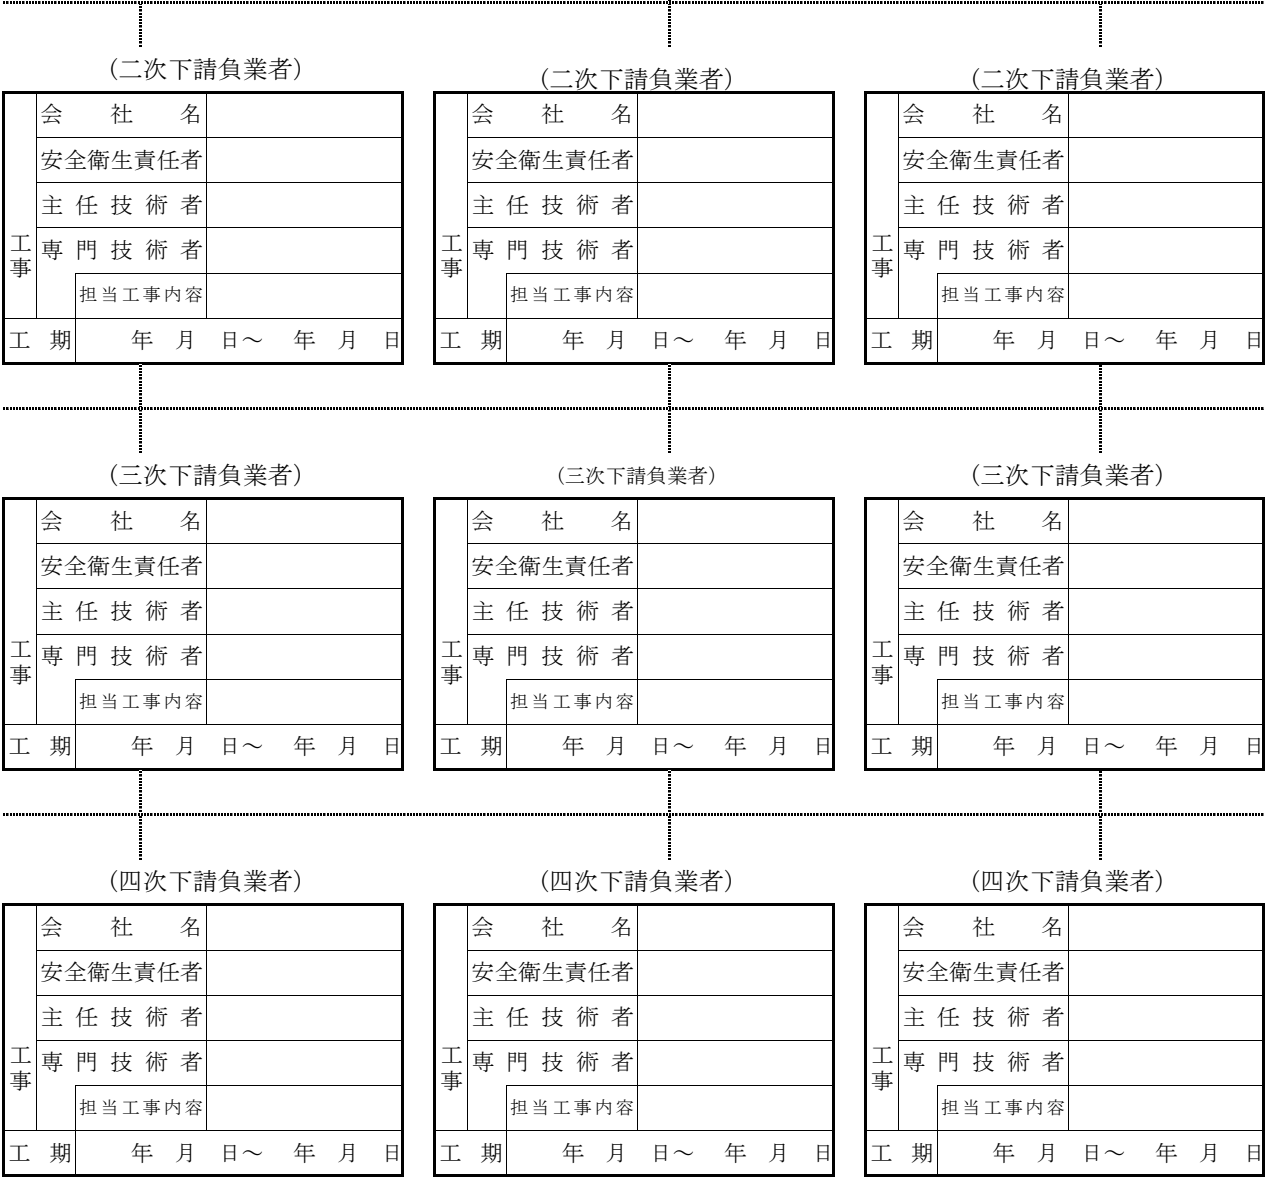 (二次下請負業者) (二次下請負業者) (二次下請負業者)
会社名 会社名 会社名
安全衛生責任者 安全衛生責任者 安全衛生責任者
主任技術者 主任技術者 主任技術者
工事 専門技術者 工事 専門技術者 工事 専門技術者
担当工事内容 担当工事内容 担当工事内容
工期 年 月 日～ 年 月 日 工期 年 月 日～ 年 月 日 工期 年 月 日～ 年 月 日
(三次下請負業者) (三次下請負業者) (三次下請負業者)
会社名 会社名 会社名
安全衛生責任者 安全衛生責任者 安全衛生責任者
主任技術者 主任技術者 主任技術者
工事 専門技術者 工事 専門技術者 工事 専門技術者
担当工事内容 担当工事内容 担当工事内容
工期 年 月 日～ 年 月 日 工期 年 月 日～ 年 月 日 工期 年 月 日～ 年 月 日
(四次下請負業者) (四次下請負業者) (四次下請負業者)
会社名 会社名 会社名
安全衛生責任者 安全衛生責任者 安全衛生責任者
主任技術者 主任技術者 主任技術者
工事 専門技術者 工事 専門技術者 工事 専門技術者
担当工事内容 担当工事内容 担当工事内容
工期 年 月 日～ 年 月 日 工期 年 月 日～ 年 月 日 工期 年 月 日～ 年 月 日